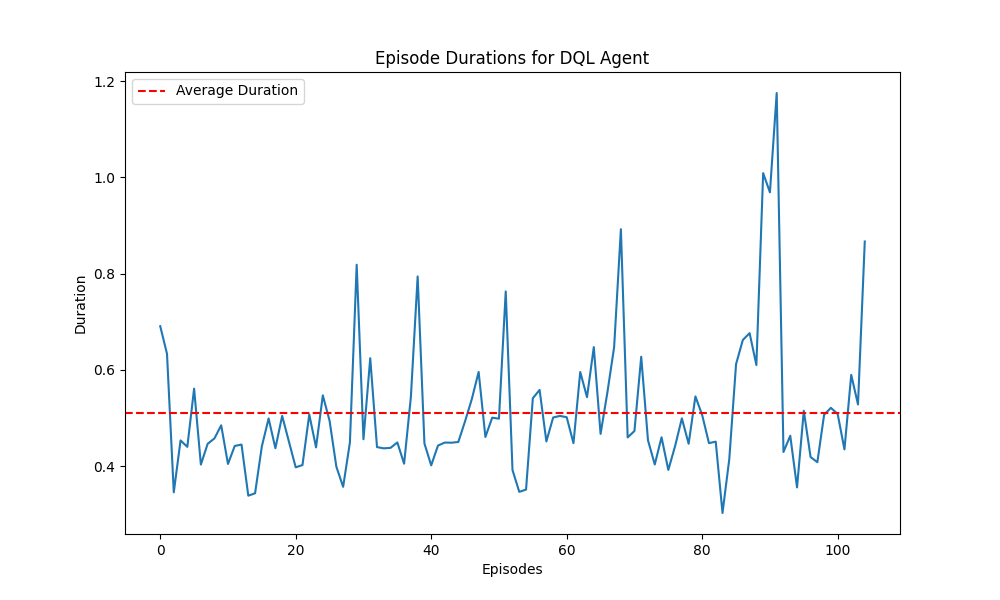 Episode Durations for DQL Agent
Average Duration
Duration
1.2
1.0
0.8
0.6
0.4
0 20 40 60 80 100
Episodes